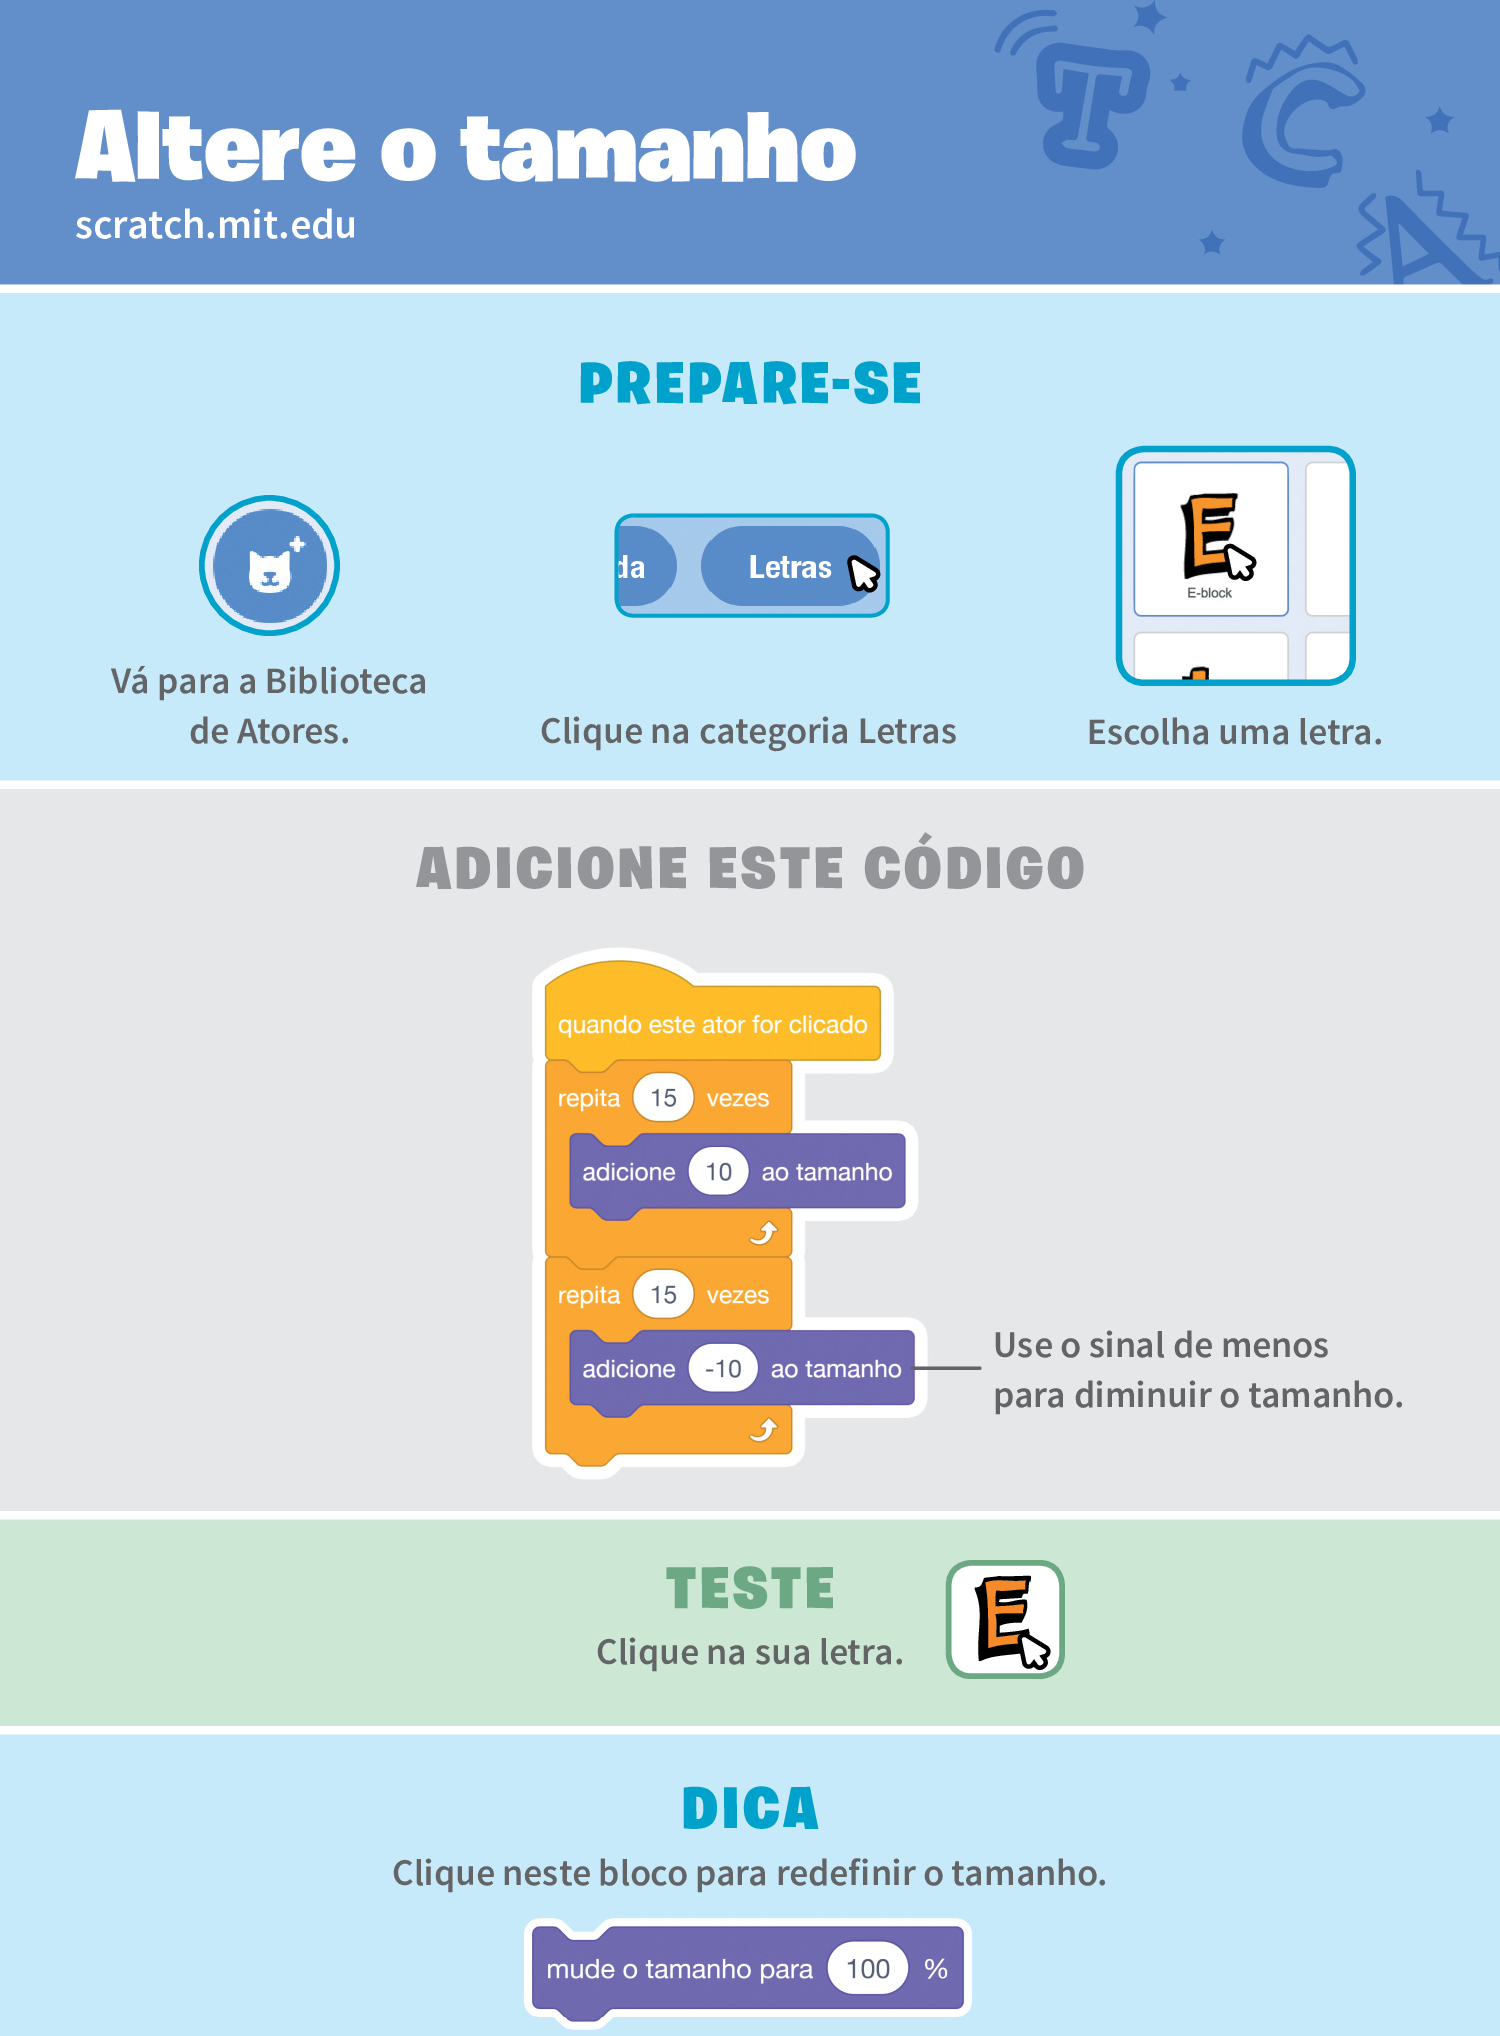 Altere o tamanho
scratch.mit.edu
T C A
PREPARE-SE
da Letras
E
E-block
Vá para a Biblioteca
de Atores.
Clique na categoria Letras
Escolha uma letra.
ADICIONE ESTE CÓDIGO
quando este ator for clicado
repita 15 vezes
adicione 10 ao tamanho
repita 15 vezes
adicione -10 ao tamanho
Use o sinal de menos
para diminuir o tamanho.
TESTE
Clique na sua letra.
E
DICA
Clique neste bloco para redefinir o tamanho.
mude o tamanho para 100 %